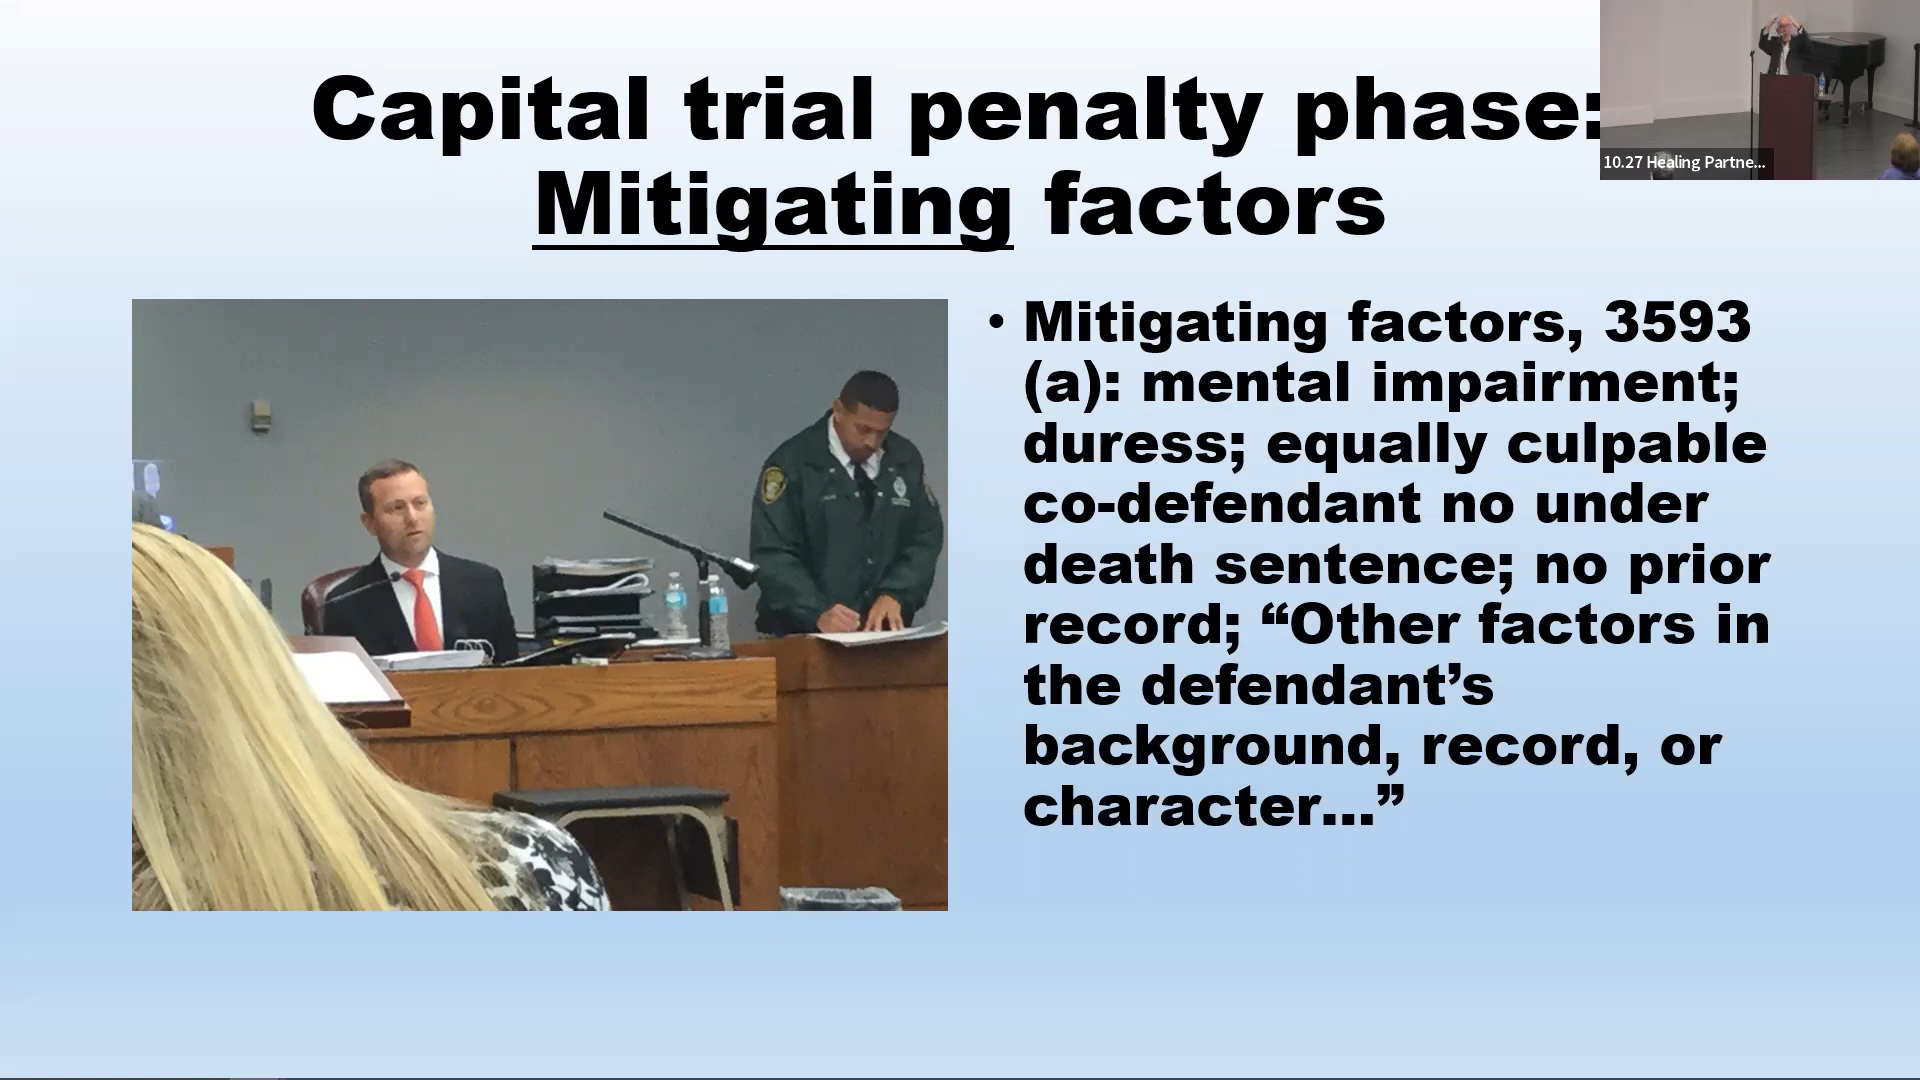 Capital trial penalty phase:
Mitigating factors
10.27 Healing Partne...
• Mitigating factors, 3593
(a): mental impairment;
duress; equally culpable
co-defendant no under
death sentence; no prior
record; “Other factors in
the defendant’s
background, record, or
character...”